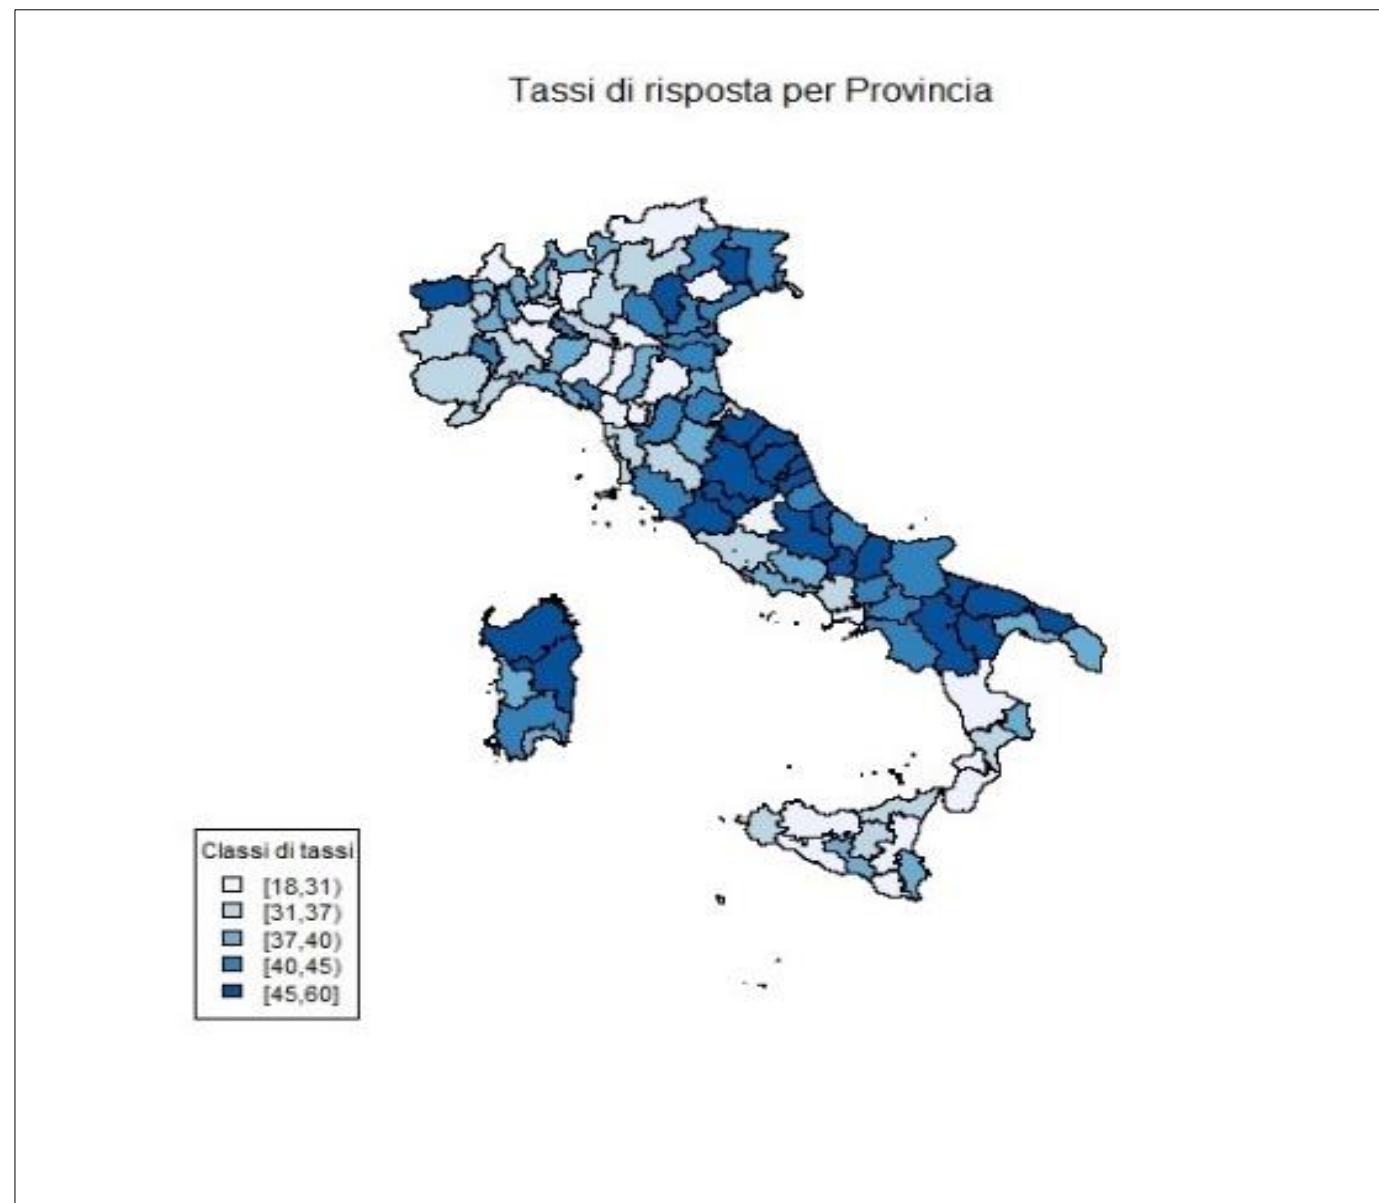 Tassi di risposta per Provincia
Classi di tassi
[18,31)
[31,37)
[37,40)
[40,45)
[45,60]